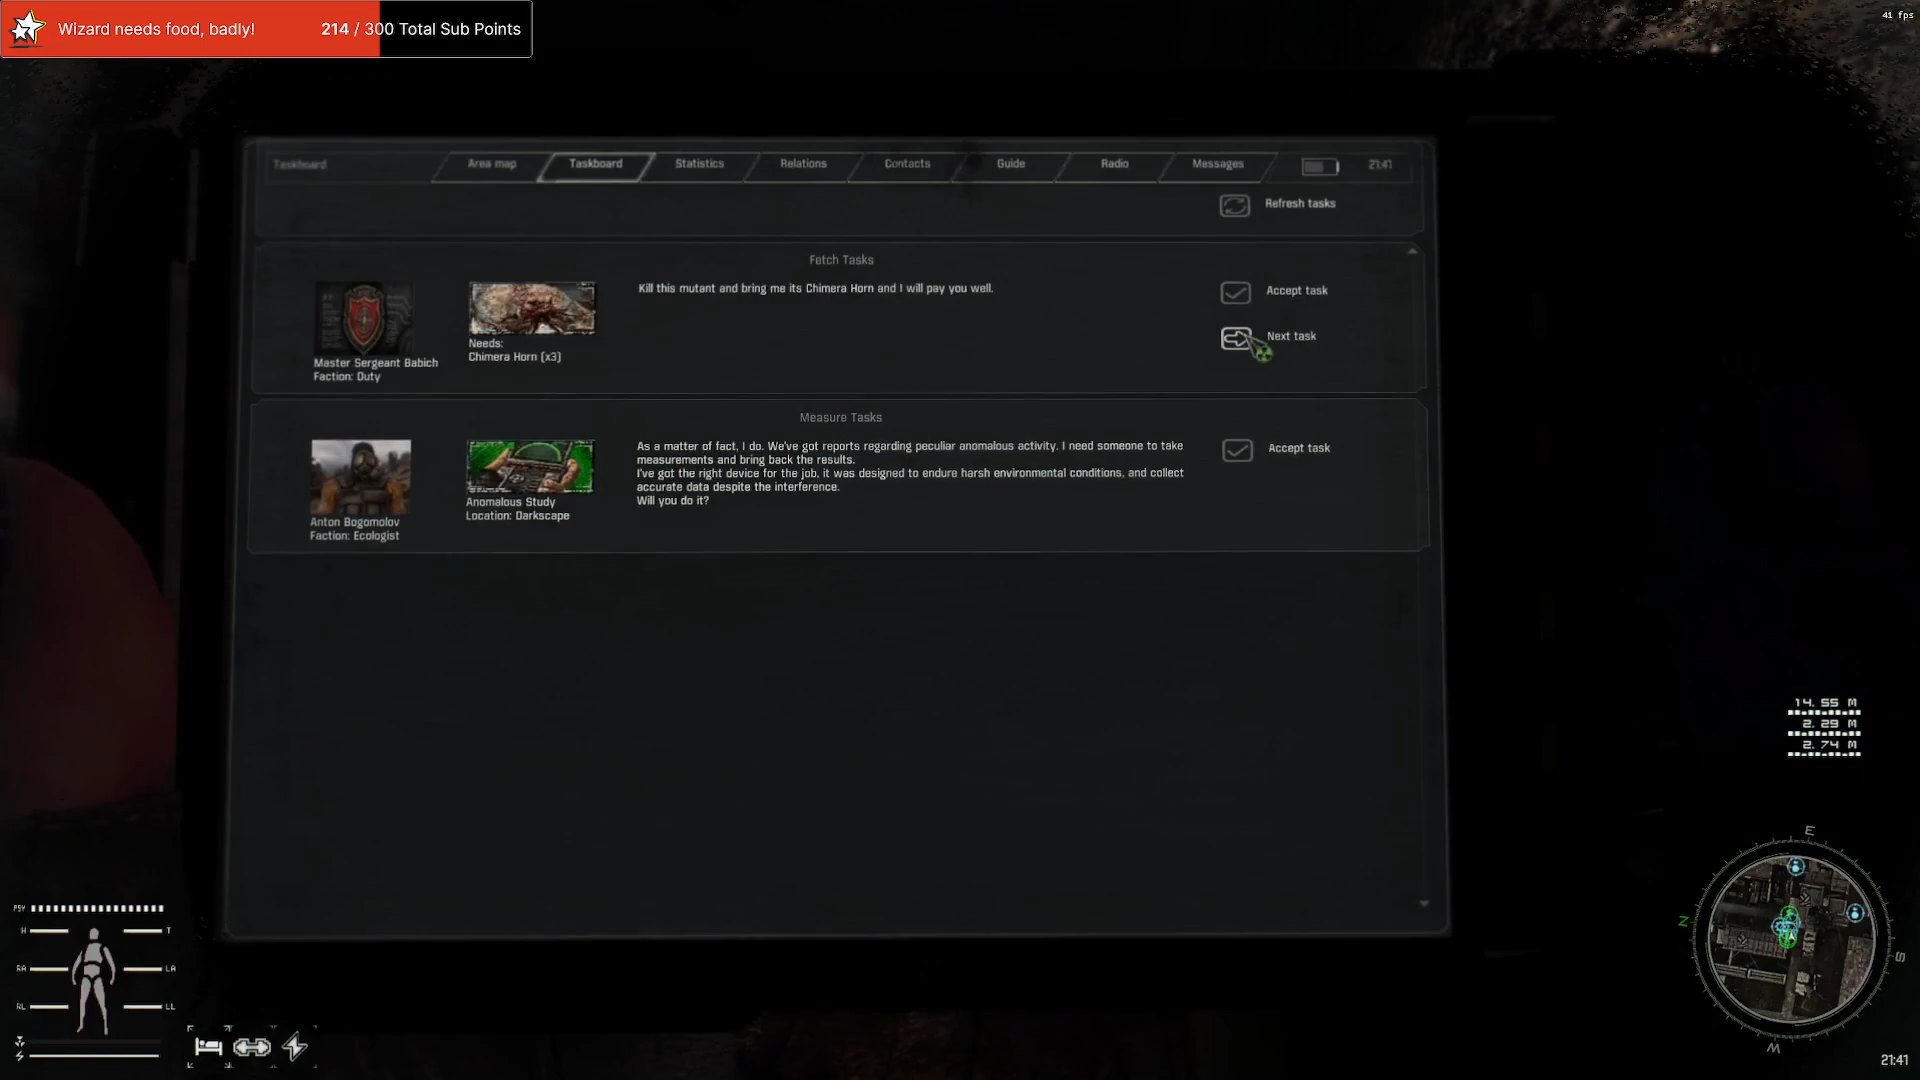 Wizard needs food, badly! 214 / 300 Total Sub Points
41 fps
Taskboard Area map Taskboard Statistics Relations Contacts Guide Radio Messages 21:41
Refresh tasks
Fetch Tasks
Kill this mutant and bring me its Chimera Horn and I will pay you well.
Accept task
Next task
Needs:
Chimera Horn (x3)
Master Sergeant Babich
Faction: Duty
Measure Tasks
As a matter of fact, I do. We've got reports regarding peculiar anomalous activity. I need someone to take
measurements and bring back the results.
I've got the right device for the job, it was designed to endure harsh environmental conditions, and collect
accurate data despite the interference.
Will you do it?
Accept task
Anomalous Study
Location: Darkscape
Anton Bogomolov
Faction: Ecologist
14.55 M
2.29 M
2.74 M
PSY
H T
RA LA
RL LL
E
N
S
W
21:41